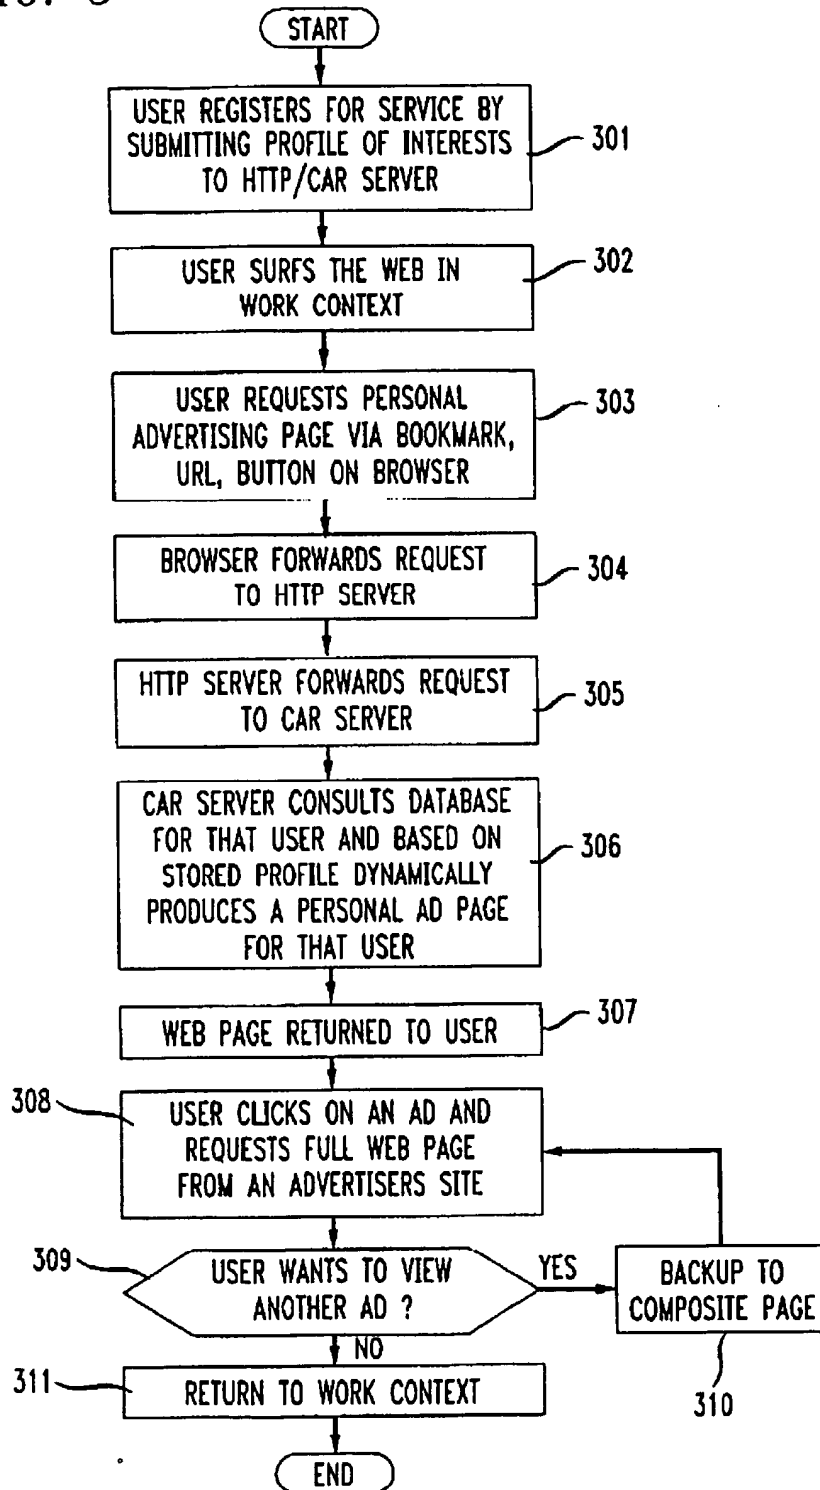 START
USER REGISTERS FOR SERVICE BY
SUBMITTING PROFILE OF INTERESTS
TO HTTP/CAR SERVER
301
USER SURFS THE WEB IN
WORK CONTEXT
302
USER REQUESTS PERSONAL
ADVERTISING PAGE VIA BOOKMARK,
URL, BUTTON ON BROWSER
303
BROWSER FORWARDS REQUEST
TO HTTP SERVER
304
HTTP SERVER FORWARDS REQUEST
TO CAR SERVER
305
CAR SERVER CONSULTS DATABASE
FOR THAT USER AND BASED ON
STORED PROFILE DYNAMICALLY
PRODUCES A PERSONAL AD PAGE
FOR THAT USER
306
WEB PAGE RETURNED TO USER
307
308
USER CLICKS ON AN AD AND
REQUESTS FULL WEB PAGE
FROM AN ADVERTISERS SITE
309
USER WANTS TO VIEW
ANOTHER AD ?
YES
BACKUP TO
COMPOSITE PAGE
310
NO
311
RETURN TO WORK CONTEXT
END